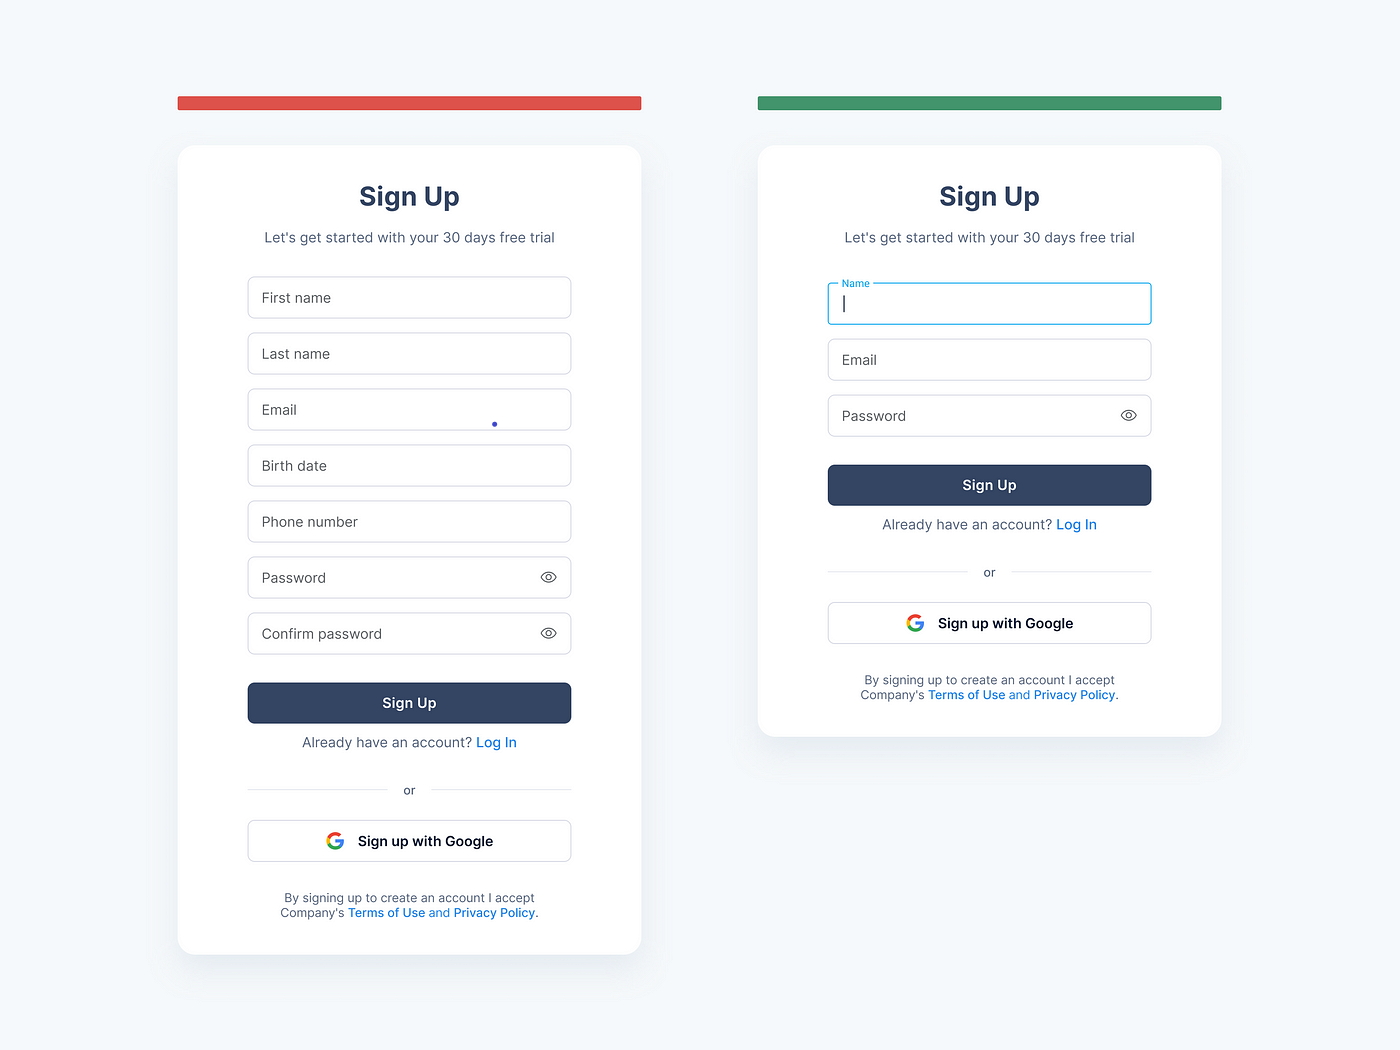 Sign Up
Let's get started with your 30 days free trial
First name
Last name
Email
Birth date
Phone number
Password
Confirm password
Sign Up
Already have an account? Log In
or
Sign up with Google
By signing up to create an account I accept
Company's Terms of Use and Privacy Policy.
Sign Up
Let's get started with your 30 days free trial
Name
Email
Password
Sign Up
Already have an account? Log In
or
Sign up with Google
By signing up to create an account I accept
Company's Terms of Use and Privacy Policy.